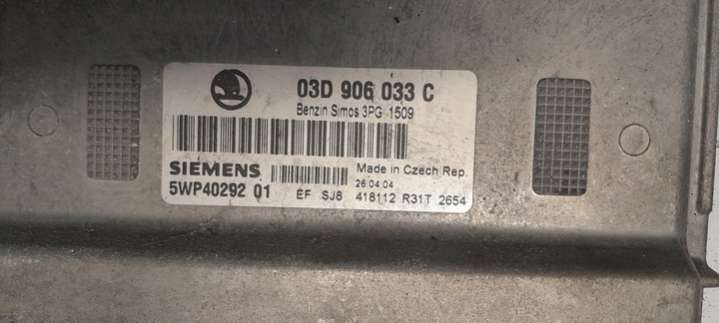 03D 906 033 C
Benzin Simos 3PG 1509
SIEMENS
5WP40292 01
Made in Czech Rep.
26.04.04
EF SJ8 416112 R31T 2654